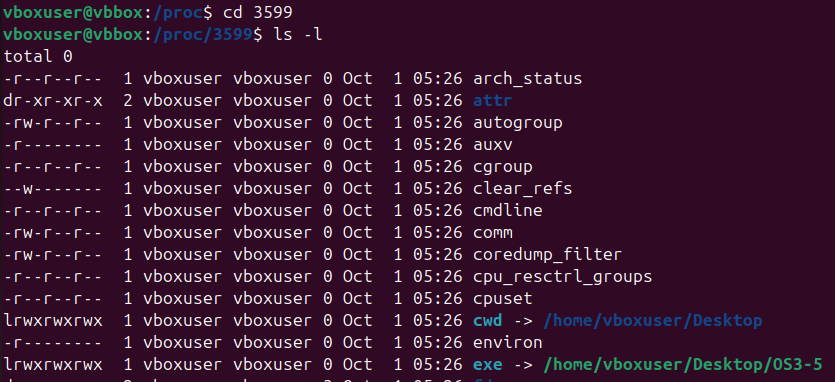 vboxuser@vbbox:/proc$ cd 3599
vboxuser@vbbox:/proc/3599$ ls -l
total 0
-r--r--r--  1 vboxuser vboxuser 0 Oct  1 05:26 arch_status
dr-xr-xr-x  2 vboxuser vboxuser 0 Oct  1 05:26 attr
-rw-r--r--  1 vboxuser vboxuser 0 Oct  1 05:26 autogroup
-r--------  1 vboxuser vboxuser 0 Oct  1 05:26 auxv
-r--r--r--  1 vboxuser vboxuser 0 Oct  1 05:26 cgroup
--w-------  1 vboxuser vboxuser 0 Oct  1 05:26 clear_refs
-r--r--r--  1 vboxuser vboxuser 0 Oct  1 05:26 cmdline
-rw-r--r--  1 vboxuser vboxuser 0 Oct  1 05:26 comm
-rw-r--r--  1 vboxuser vboxuser 0 Oct  1 05:26 coredump_filter
-r--r--r--  1 vboxuser vboxuser 0 Oct  1 05:26 cpu_resctrl_groups
-r--r--r--  1 vboxuser vboxuser 0 Oct  1 05:26 cpuset
lrwxrwxrwx  1 vboxuser vboxuser 0 Oct  1 05:26 cwd -> /home/vboxuser/Desktop
-r--------  1 vboxuser vboxuser 0 Oct  1 05:26 environ
lrwxrwxrwx  1 vboxuser vboxuser 0 Oct  1 05:26 exe -> /home/vboxuser/Desktop/OS3-5